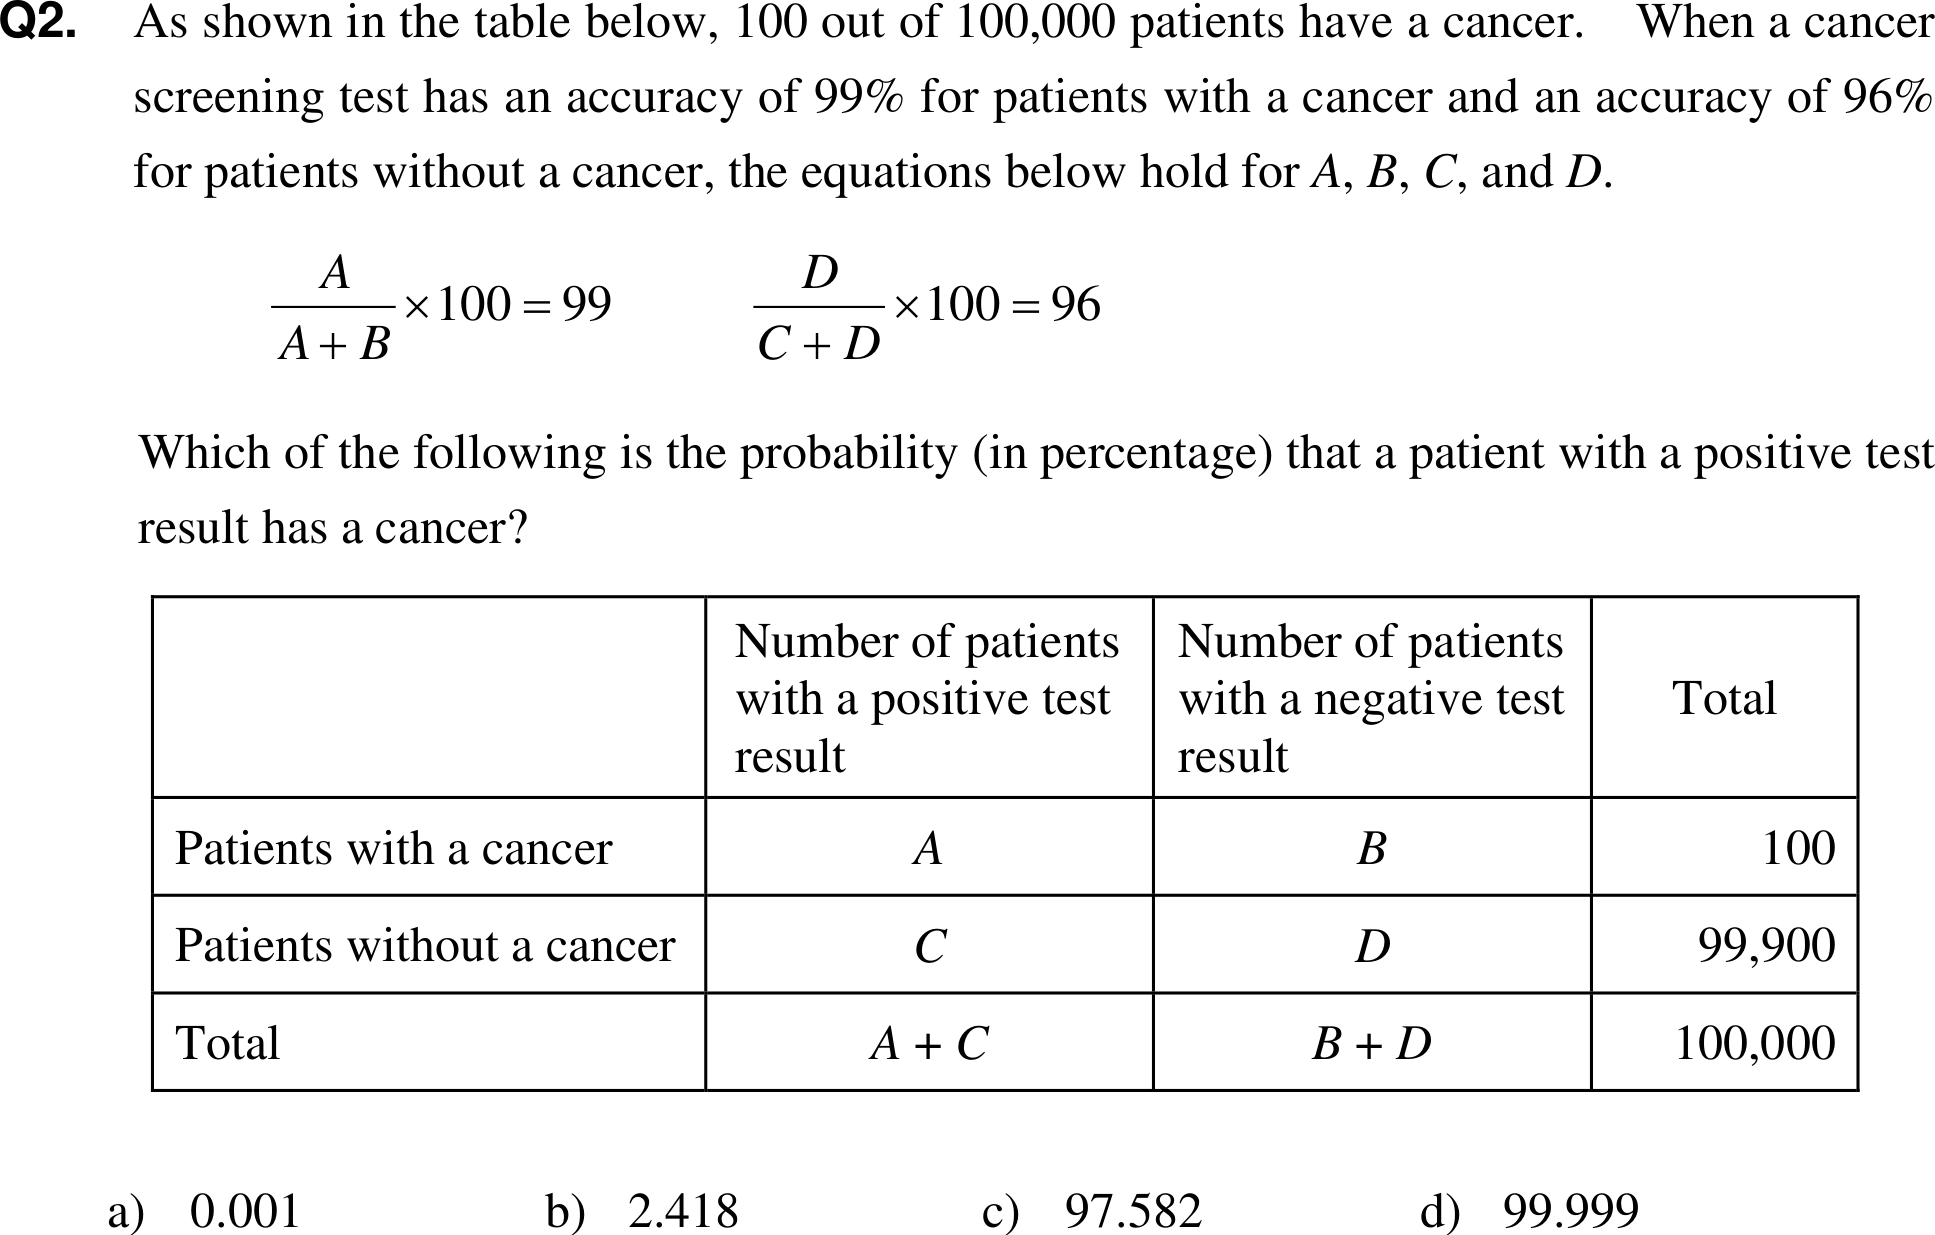 Q2. As shown in the table below, 100 out of 100,000 patients have a cancer. When a cancer
screening test has an accuracy of 99% for patients with a cancer and an accuracy of 96%
for patients without a cancer, the equations below hold for A, B, C, and D.
A/(A + B) ×100 = 99    D/(C + D) ×100 = 96
Which of the following is the probability (in percentage) that a patient with a positive test
result has a cancer?
Number of patients with a positive test result    Number of patients with a negative test result    Total
Patients with a cancer    A    B    100
Patients without a cancer    C    D    99,900
Total    A + C    B + D    100,000
a) 0.001    b) 2.418    c) 97.582    d) 99.999